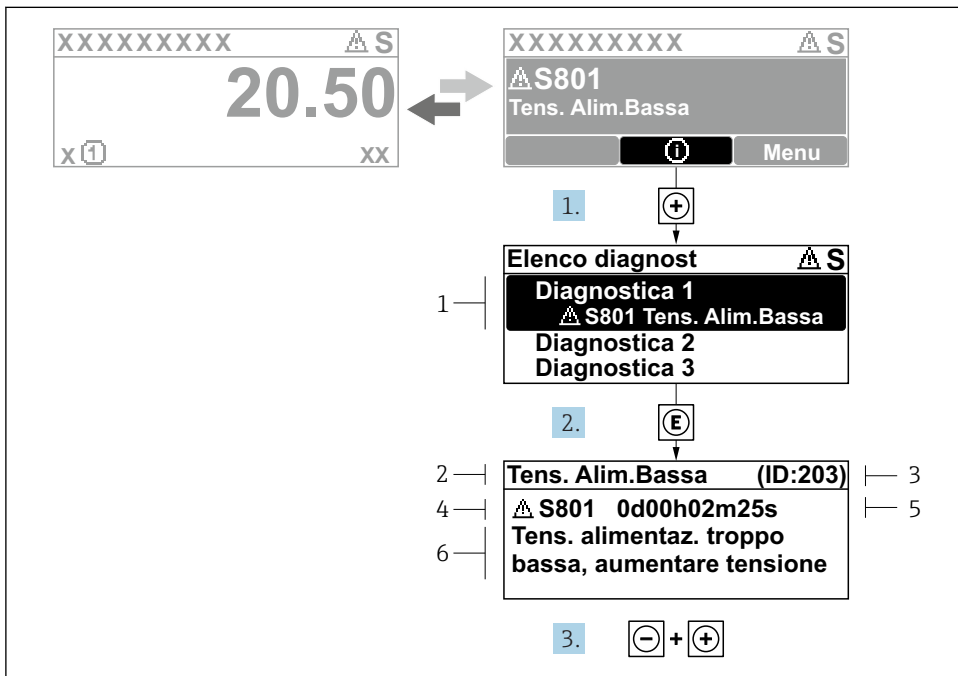 XXXXXXXXX ⚠ S
20.50
x ① xx
XXXXXXXXX ⚠ S
⚠ S801
Tens. Alim.Bassa
ⓘ Menu
1. +
Elenco diagnost ⚠ S
1
Diagnostica 1
⚠ S801 Tens. Alim.Bassa
Diagnostica 2
Diagnostica 3
2. E
2 Tens. Alim.Bassa (ID:203) 3
4 ⚠ S801 0d00h02m25s 5
6
Tens. alimentaz. troppo
bassa, aumentare tensione
3. - + +